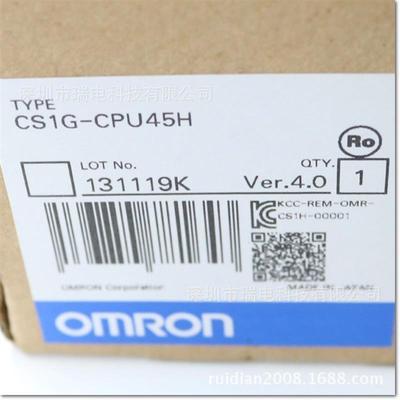 深圳市瑞电科技有限公司
TYPE
CS1G-CPU45H
Ro
LOT No. QTY.
131119K Ver.4.0 1
KCC-REM-OMR-
CS1H-00001
深圳市瑞电科技有限公司
OMRON Corporation MADE IN JAPAN
OMRON
ruidian2008.1688.com